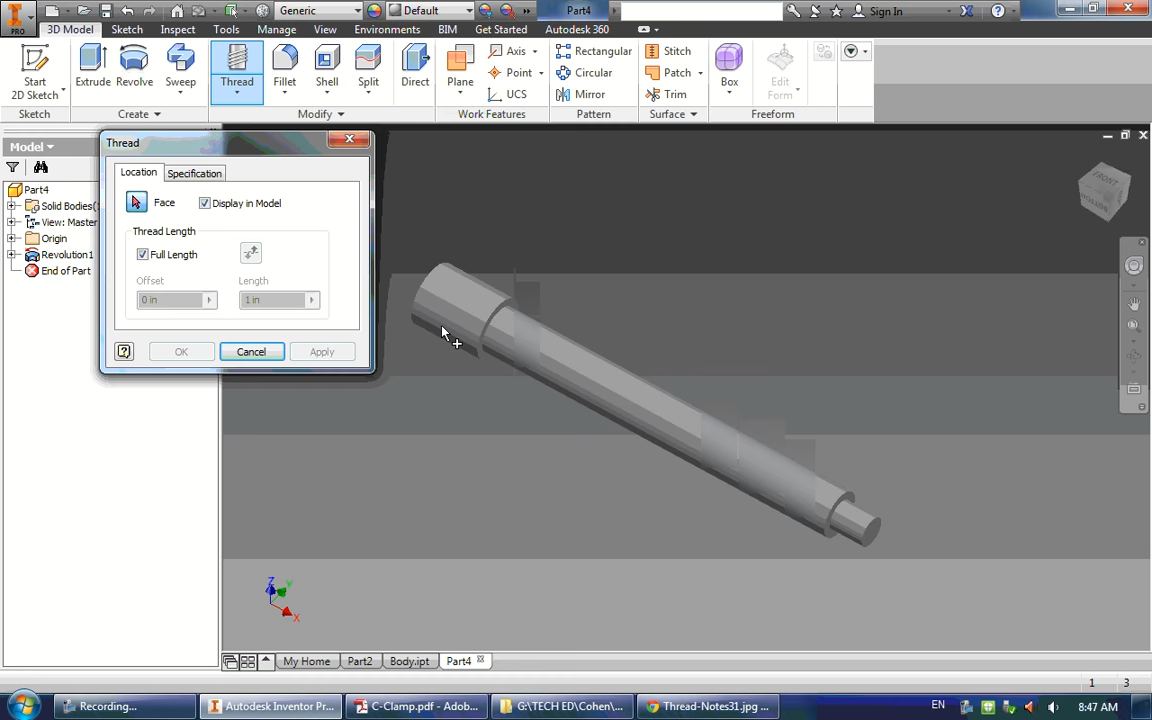 PRO
Generic
Default
Part4
Sign In
3D Model
Sketch
Inspect
Tools
Manage
View
Environments
BIM
Get Started
Autodesk 360
Start
2D Sketch
Extrude
Revolve
Sweep
Thread
Fillet
Shell
Split
Direct
Plane
Axis
Point
UCS
Rectangular
Circular
Mirror
Stitch
Patch
Trim
Box
Edit
Form
Sketch
Create
Modify
Work Features
Pattern
Surface
Freeform
Model
Part4
Solid Bodies(
View: Master
Origin
Revolution1
End of Part
Thread
Location
Specification
Face
Display in Model
Thread Length
Full Length
Offset
Length
0 in
1 in
OK
Cancel
Apply
FRONT
BOTTOM
Z
Y
X
My Home
Part2
Body.ipt
Part4
1
3
Recording...
Autodesk Inventor Pr...
C-Clamp.pdf - Adob...
G:\TECH ED\Cohen\...
Thread-Notes31.jpg ...
EN
8:47 AM